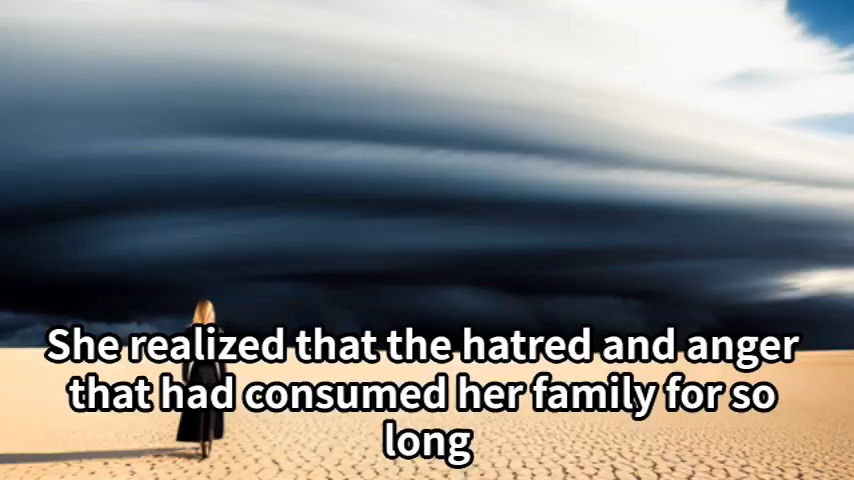 She realized that the hatred and anger
that had consumed her family for so
long